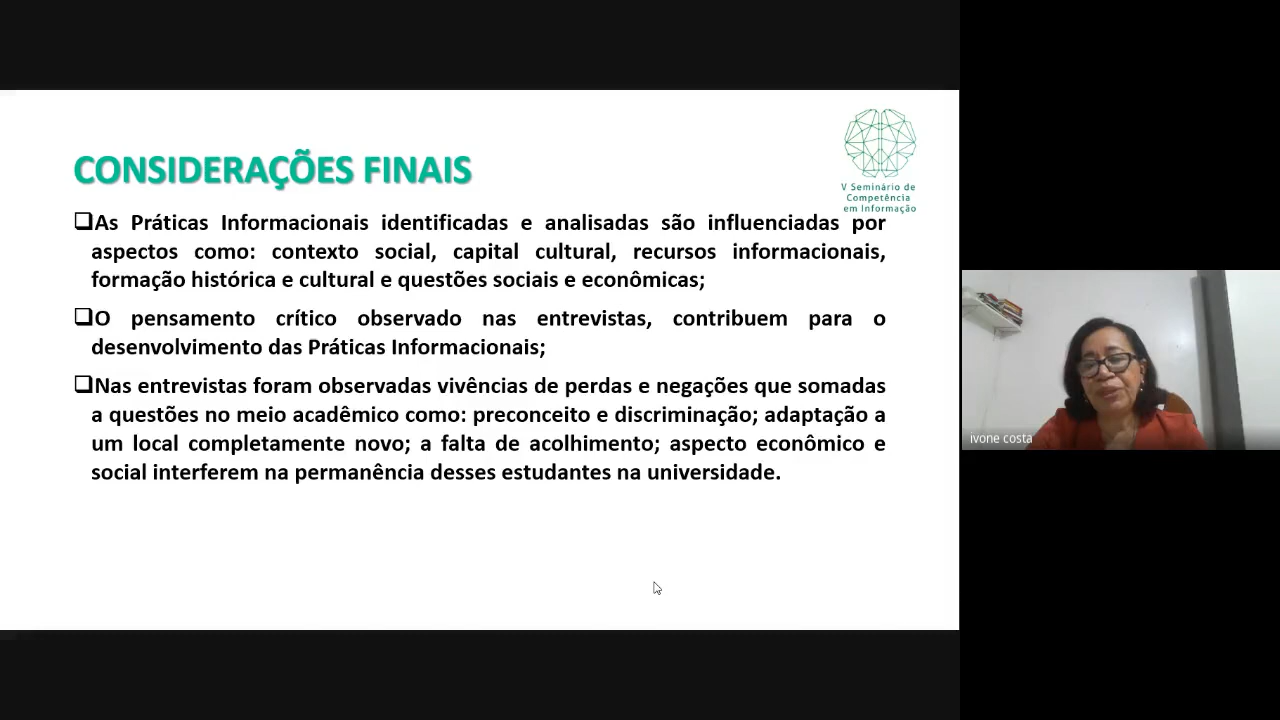 CONSIDERAÇÕES FINAIS
V Seminário de
Competência
em Informação
❑As Práticas Informacionais identificadas e analisadas são influenciadas por
aspectos como: contexto social, capital cultural, recursos informacionais,
formação histórica e cultural e questões sociais e econômicas;
❑O pensamento crítico observado nas entrevistas, contribuem para o
desenvolvimento das Práticas Informacionais;
❑Nas entrevistas foram observadas vivências de perdas e negações que somadas
a questões no meio acadêmico como: preconceito e discriminação; adaptação a
um local completamente novo; a falta de acolhimento; aspecto econômico e
social interferem na permanência desses estudantes na universidade.
ivone costa